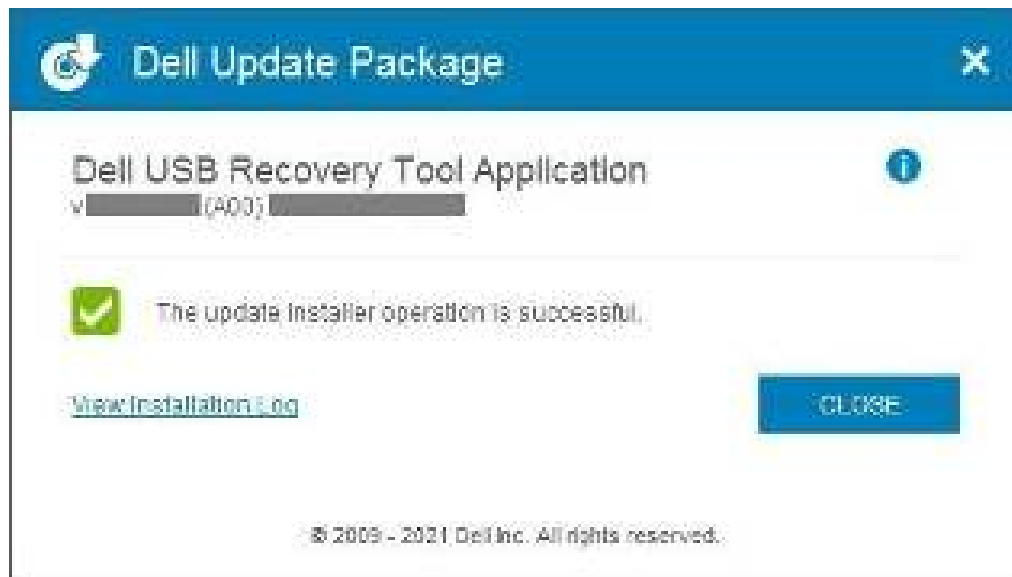 Dell Update Package
Dell USB Recovery Tool Application
v (A00)
The update installer operation is successful.
View Installation Log
CLOSE
© 2009 - 2021 Dell Inc. All rights reserved.